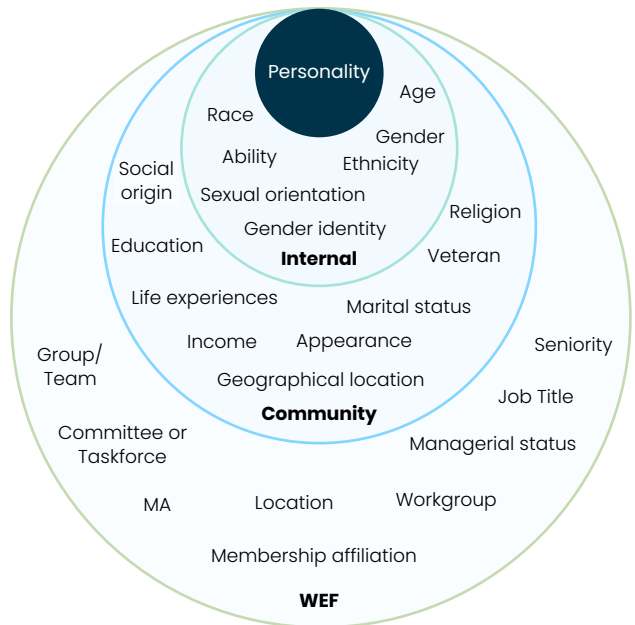 Personality
Age
Race
Gender
Ability
Ethnicity
Social
origin
Sexual orientation
Religion
Gender identity
Education
Veteran
Internal
Life experiences
Marital status
Income
Appearance
Seniority
Group/
Team
Geographical location
Job Title
Community
Committee or
Taskforce
Managerial status
MA
Location
Workgroup
Membership affiliation
WEF